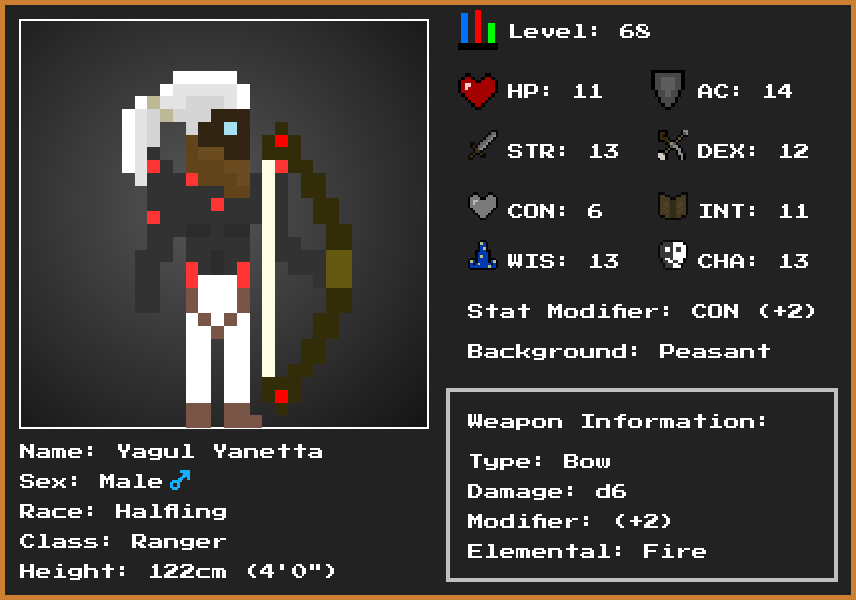 Level: 68
HP: 11
AC: 14
STR: 13
DEX: 12
CON: 6
INT: 11
WIS: 13
CHA: 13
Stat Modifier: CON (+2)
Background: Peasant
Weapon Information:
Type: Bow
Damage: d6
Modifier: (+2)
Elemental: Fire
Name: Yagul Yanetta
Sex: Male ♂
Race: Halfling
Class: Ranger
Height: 122cm (4'0")